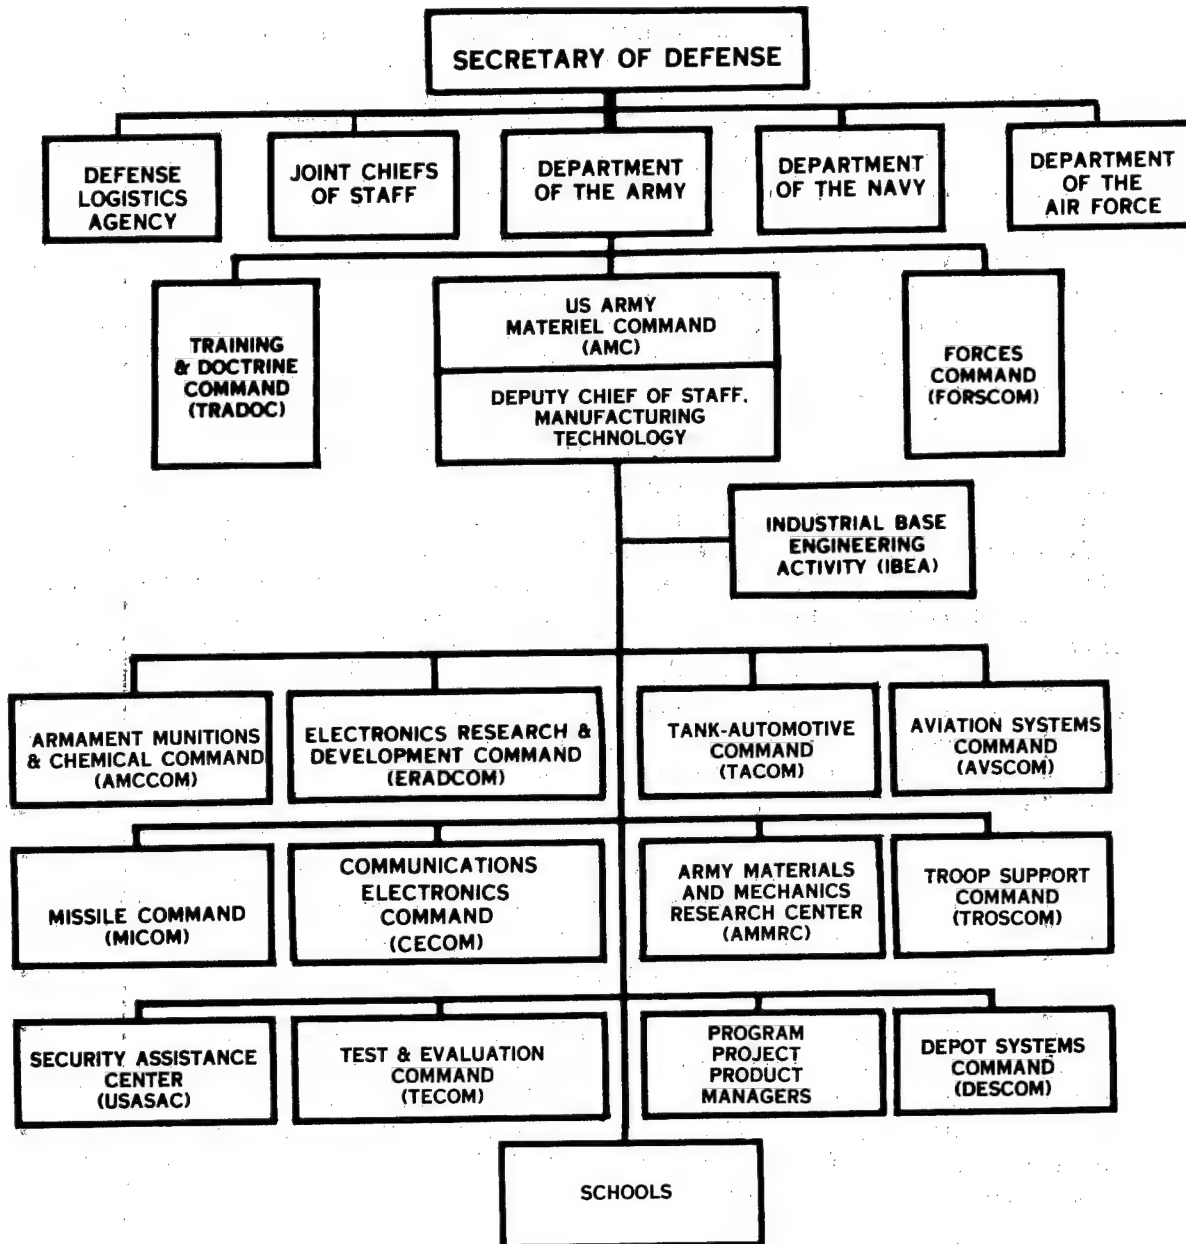 SECRETARY OF DEFENSE
DEFENSE
LOGISTICS
AGENCY
JOINT CHIEFS
OF STAFF
DEPARTMENT
OF THE ARMY
DEPARTMENT
OF THE NAVY
DEPARTMENT
OF THE
AIR FORCE
TRAINING
& DOCTRINE
COMMAND
(TRADOC)
US ARMY
MATERIEL COMMAND
(AMC)
DEPUTY CHIEF OF STAFF.
MANUFACTURING
TECHNOLOGY
FORCES
COMMAND
(FORSCOM)
INDUSTRIAL BASE
ENGINEERING
ACTIVITY (IBEA)
ARMAMENT MUNITIONS
& CHEMICAL COMMAND
(AMCCOM)
ELECTRONICS RESEARCH &
DEVELOPMENT COMMAND
(ERADCOM)
TANK-AUTOMOTIVE
COMMAND
(TACOM)
AVIATION SYSTEMS
COMMAND
(AVSCOM)
MISSILE COMMAND
(MICOM)
COMMUNICATIONS
ELECTRONICS
COMMAND
(CECOM)
ARMY MATERIALS
AND MECHANICS
RESEARCH CENTER
(AMMRC)
TROOP SUPPORT
COMMAND
(TROSCOM)
SECURITY ASSISTANCE
CENTER
(USASAC)
TEST & EVALUATION
COMMAND
(TECOM)
PROGRAM
PROJECT
PRODUCT
MANAGERS
DEPOT SYSTEMS
COMMAND
(DESCOM)
SCHOOLS